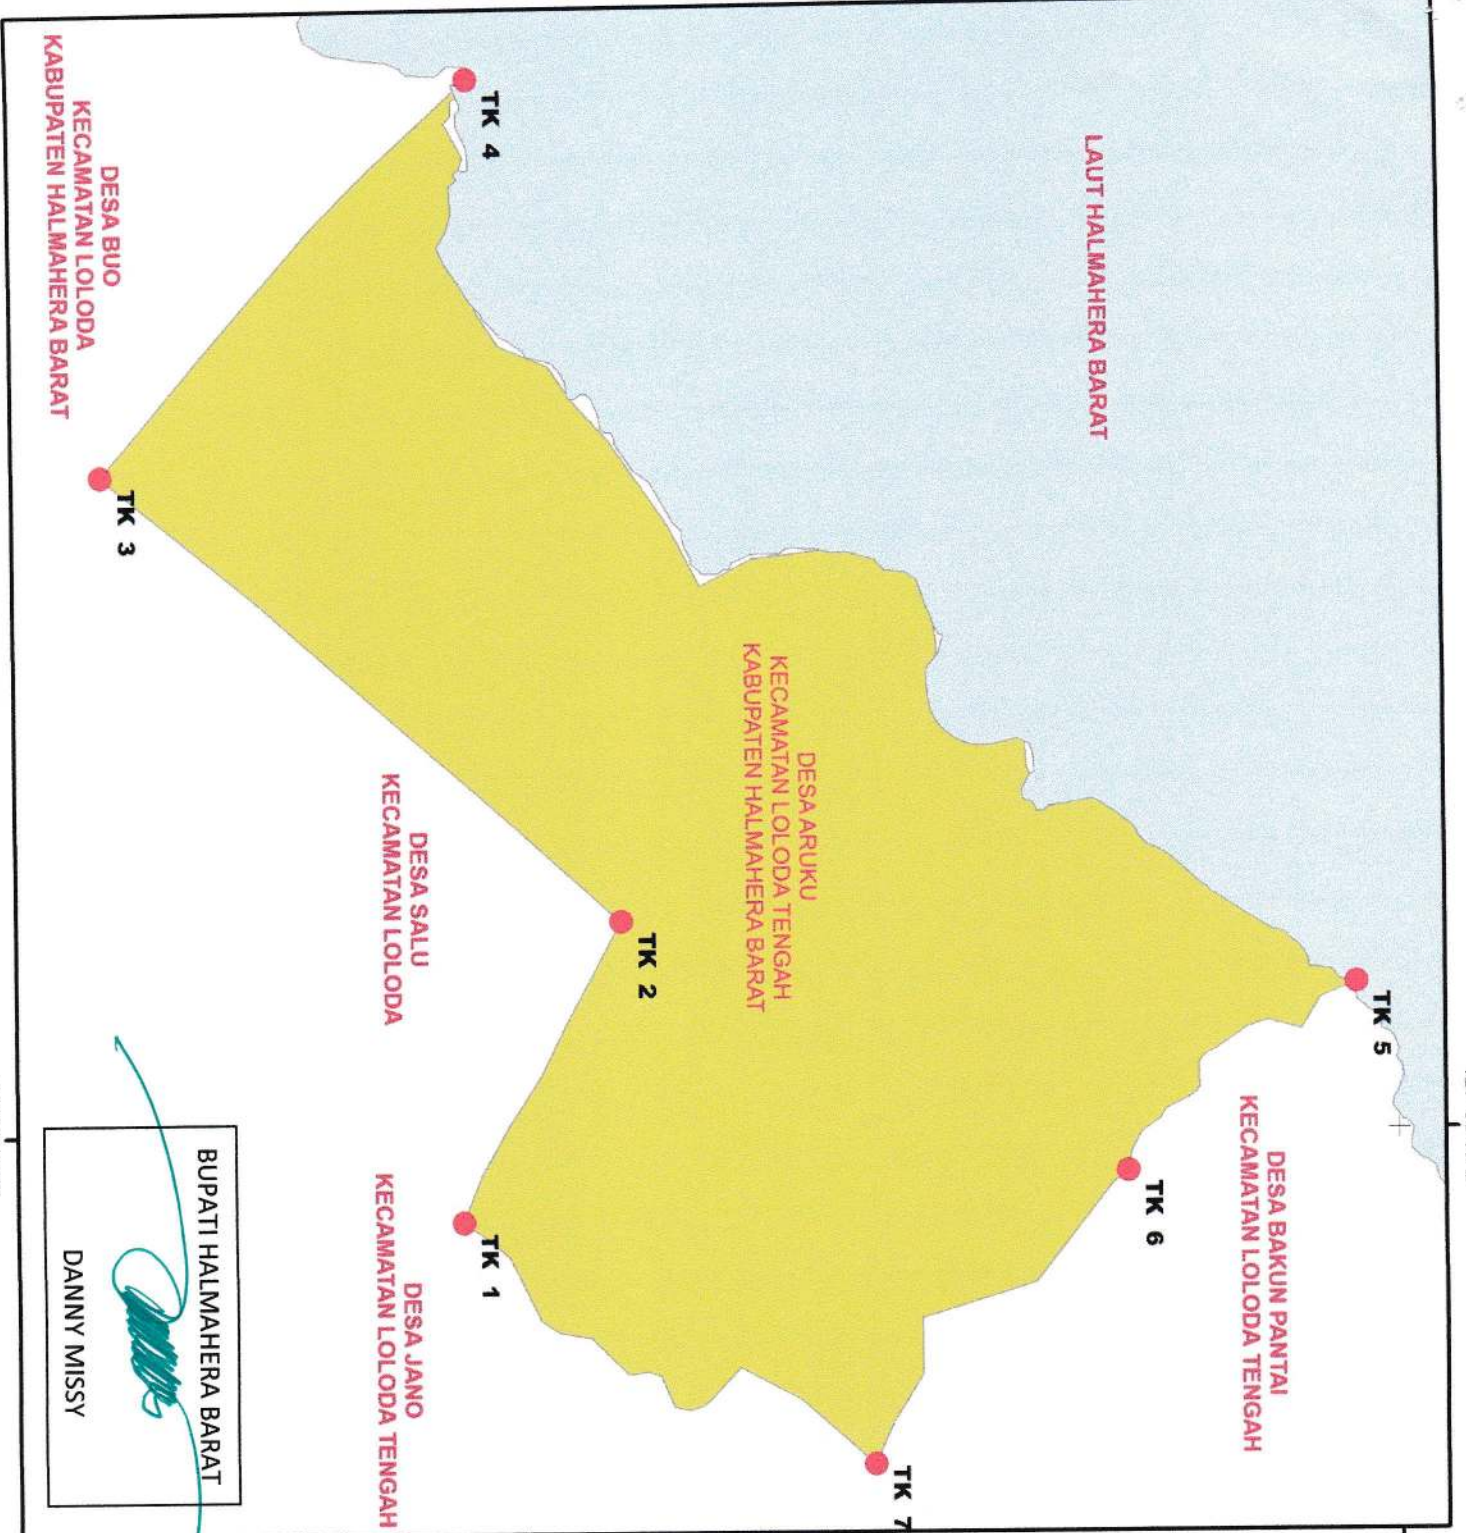 LAUT HALMAHERA BARAT
TK 5
DESA BAKUN PANTAI
KECAMATAN LOLODA TENGAH
TK 6
TK 7
DESA ARUKU
KECAMATAN LOLODA TENGAH
KABUPATEN HALMAHERA BARAT
TK 4
TK 2
TK 1
DESA SALU
KECAMATAN LOLODA
DESA JANO
KECAMATAN LOLODA TENGAH
TK 3
DESA BUO
KECAMATAN LOLODA
KABUPATEN HALMAHERA BARAT
BUPATI HALMAHERA BARAT
DANNY MISSY